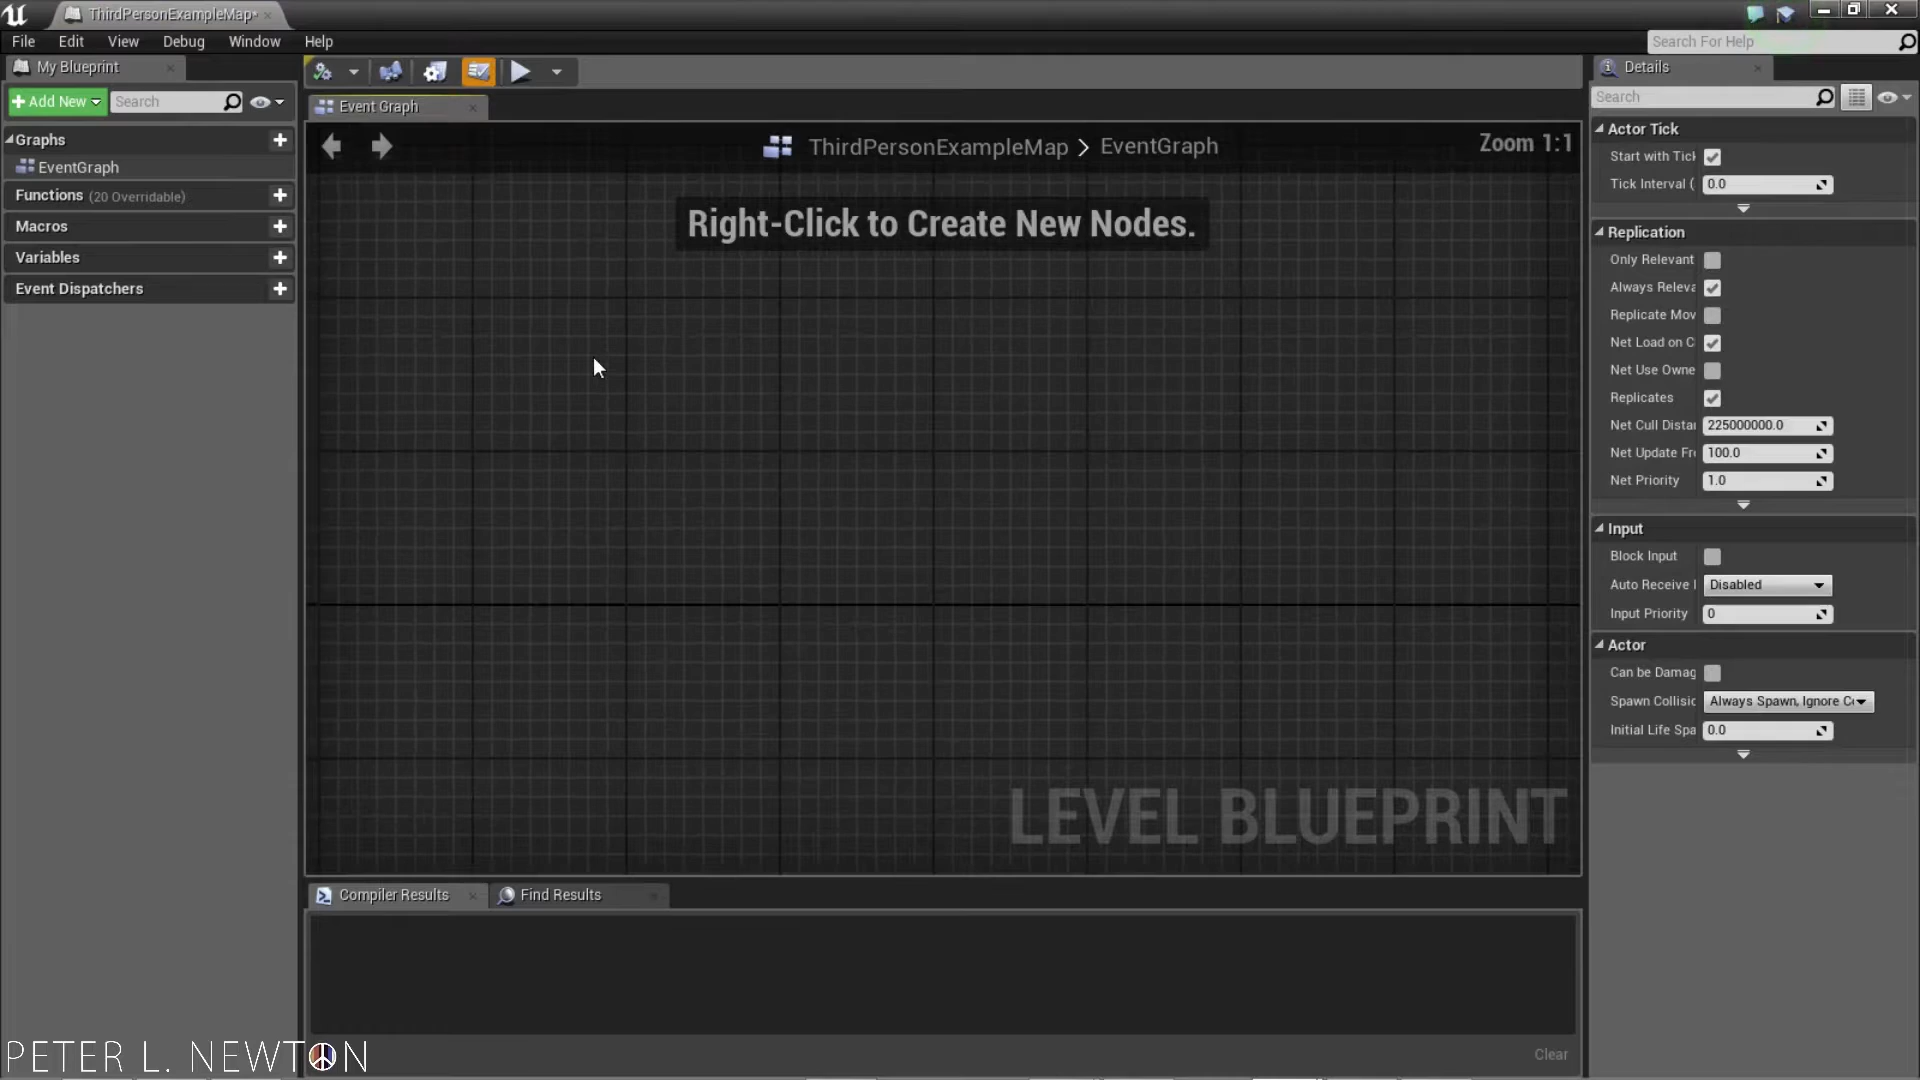 ThirdPersonExampleMap*
File Edit View Debug Window Help
Search For Help
My Blueprint
Details
Add New
Search
Event Graph
Search
Graphs
EventGraph
Functions (20 Overridable)
Macros
Variables
Event Dispatchers
ThirdPersonExampleMap > EventGraph
Zoom 1:1
Right-Click to Create New Nodes.
LEVEL BLUEPRINT
Actor Tick
Start with Tick
Tick Interval ( 0.0
Replication
Only Relevant
Always Releva
Replicate Mov
Net Load on C
Net Use Owne
Replicates
Net Cull Distan 225000000.0
Net Update Fre 100.0
Net Priority 1.0
Input
Block Input
Auto Receive I Disabled
Input Priority 0
Actor
Can be Damag
Spawn Collisio Always Spawn, Ignore Co
Initial Life Spa 0.0
Compiler Results
Find Results
Clear
PETER L. NEWTON